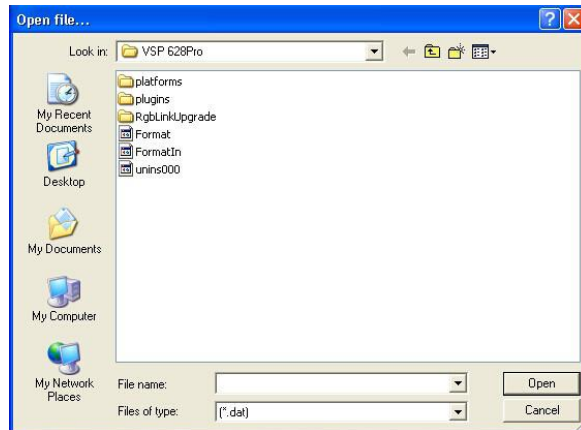 Open file...
Look in: VSP 628Pro
My Recent
Documents
Desktop
My Documents
My Computer
My Network
Places
platforms
plugins
RgbLinkUpgrade
Format
FormatIn
unins000
File name: Open
Files of type: (*.dat) Cancel